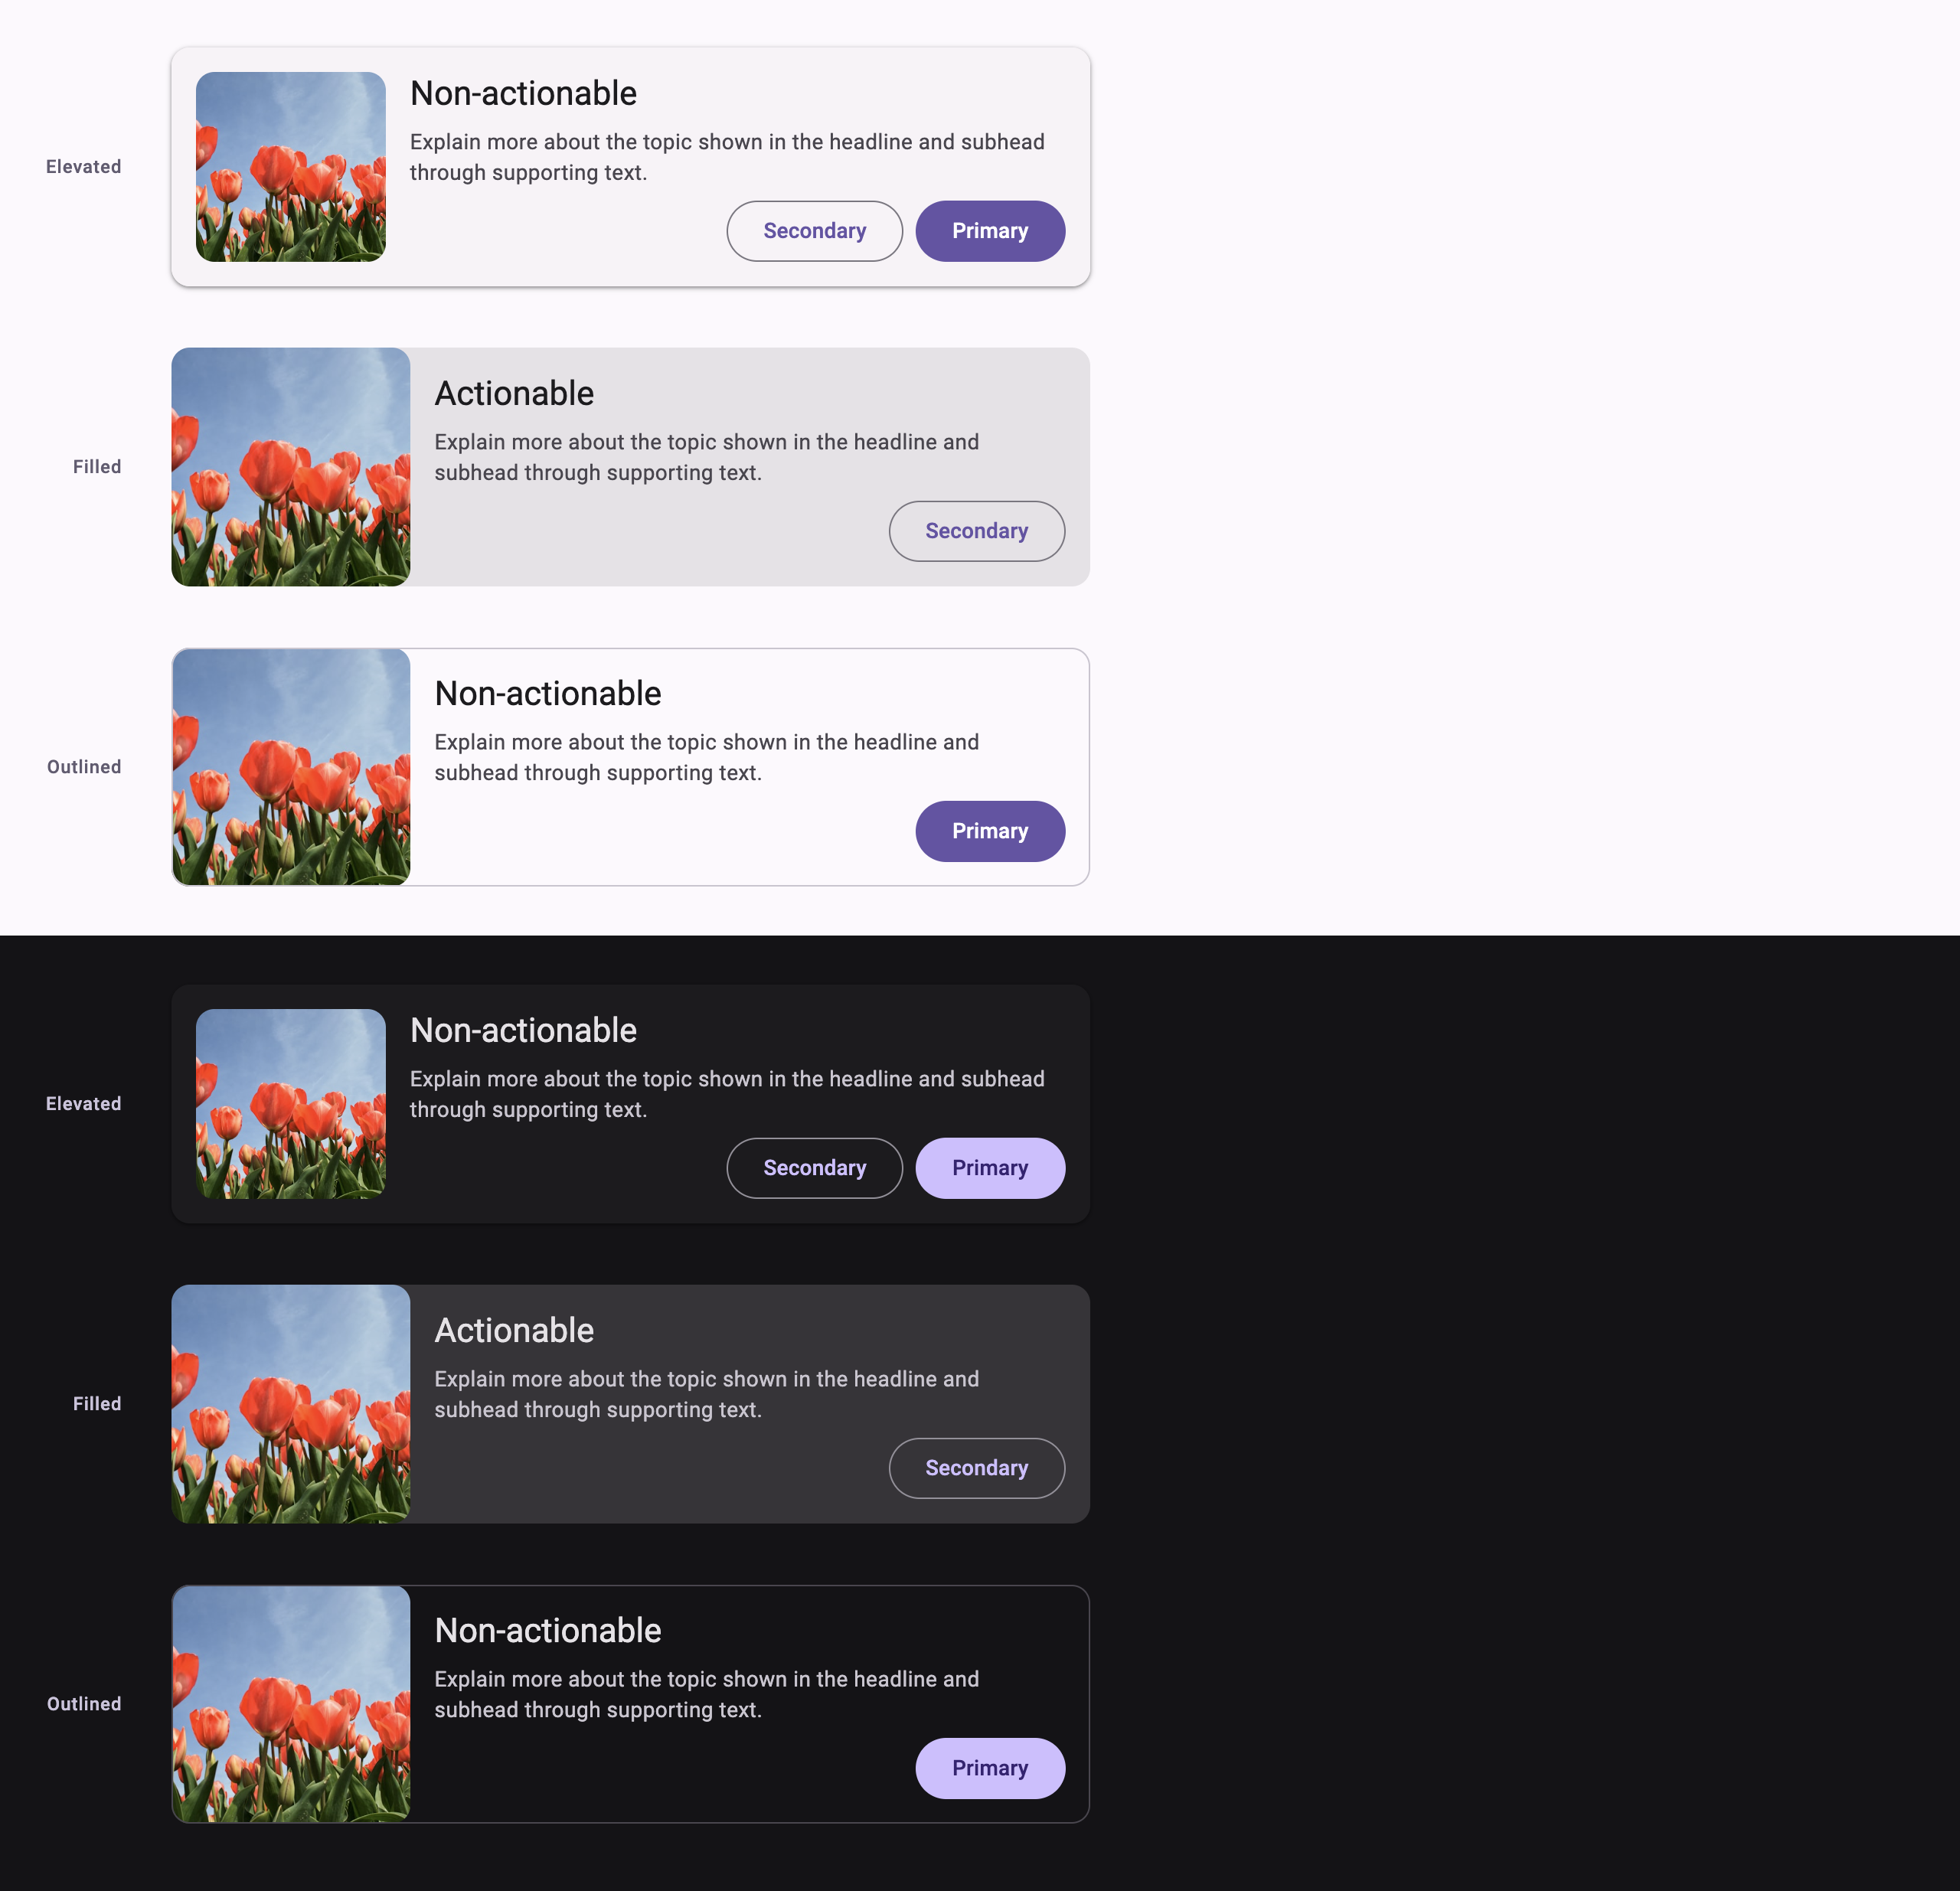 Elevated
Non-actionable
Explain more about the topic shown in the headline and subhead
through supporting text.
Secondary
Primary
Filled
Actionable
Explain more about the topic shown in the headline and
subhead through supporting text.
Secondary
Outlined
Non-actionable
Explain more about the topic shown in the headline and
subhead through supporting text.
Primary
Elevated
Non-actionable
Explain more about the topic shown in the headline and subhead
through supporting text.
Secondary
Primary
Filled
Actionable
Explain more about the topic shown in the headline and
subhead through supporting text.
Secondary
Outlined
Non-actionable
Explain more about the topic shown in the headline and
subhead through supporting text.
Primary